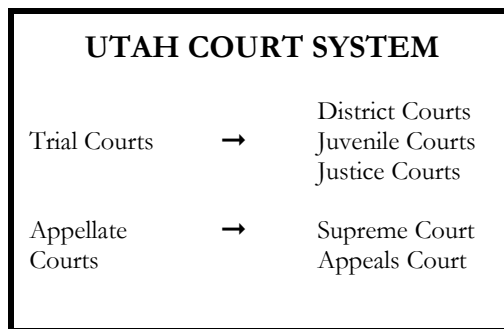 UTAH COURT SYSTEM
District Courts
Trial Courts → Juvenile Courts
Justice Courts
Appellate → Supreme Court
Courts Appeals Court